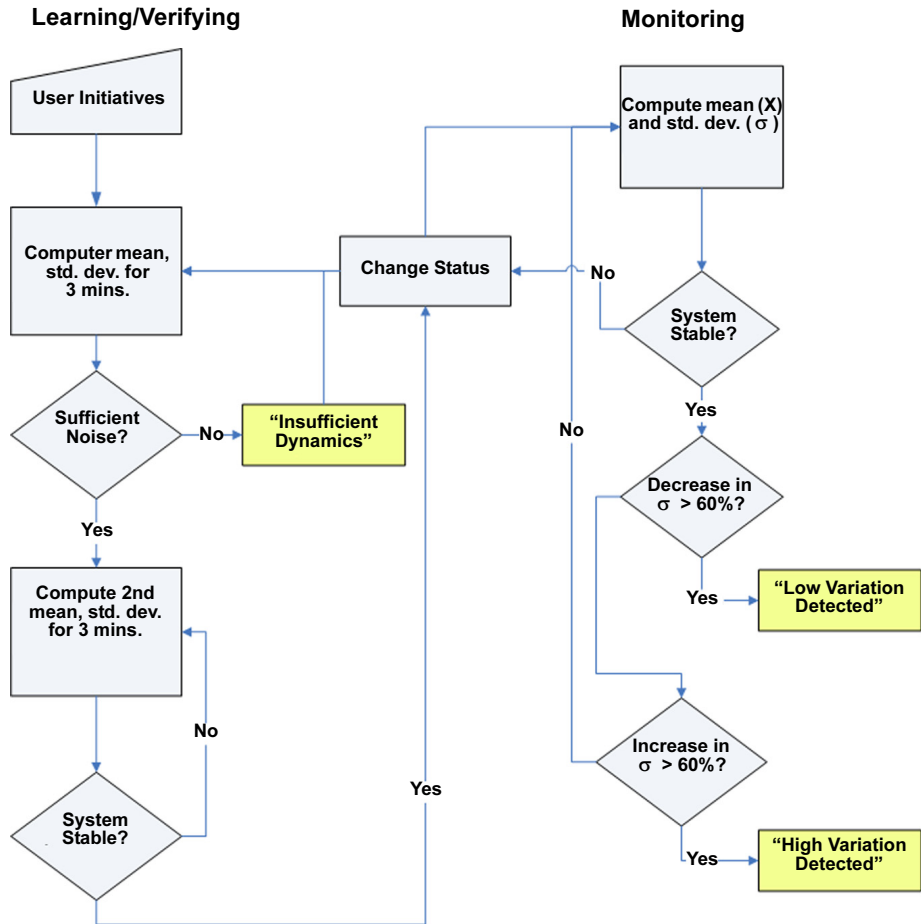 Learning/Verifying
Monitoring
User Initiatives
Computer mean,
std. dev. for
3 mins.
Sufficient
Noise?
No
“Insufficient
Dynamics”
Yes
Compute 2nd
mean, std. dev.
for 3 mins.
No
System
Stable?
Yes
Change Status
Compute mean (X)
and std. dev. (σ)
No
System
Stable?
Yes
No
Decrease in
σ > 60%?
Yes
“Low Variation
Detected”
Increase in
σ > 60%?
Yes
“High Variation
Detected”